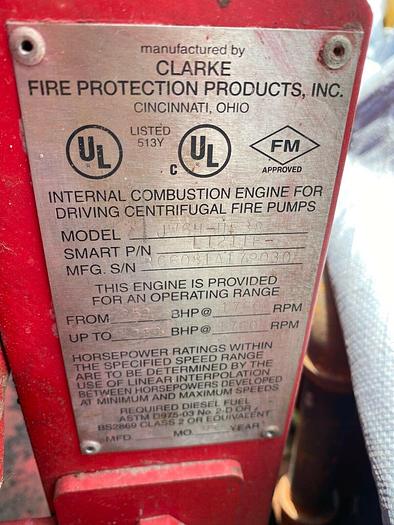 manufactured by
CLARKE
FIRE PROTECTION PRODUCTS, INC.
CINCINNATI, OHIO
UL
LISTED
513Y
C UL
FM
APPROVED
INTERNAL COMBUSTION ENGINE FOR
DRIVING CENTRIFUGAL FIRE PUMPS
MODEL
SMART P/N
MFG. S/N
THIS ENGINE IS PROVIDED
FOR AN OPERATING RANGE
FROM BHP@ RPM
UP TO BHP@ 1760 RPM
HORSEPOWER RATINGS WITHIN
THE SPECIFIED SPEED RANGE
ARE TO BE DETERMINED BY THE
USE OF LINEAR INTERPOLATION
BETWEEN HORSEPOWERS DEVELOPED
AT MINIMUM AND MAXIMUM SPEEDS
REQUIRED DIESEL FUEL
ASTM D975-03 No. 2-D OR
BS2869 CLASS 2 OR EQUIVALENT
MFD. MO. YEAR